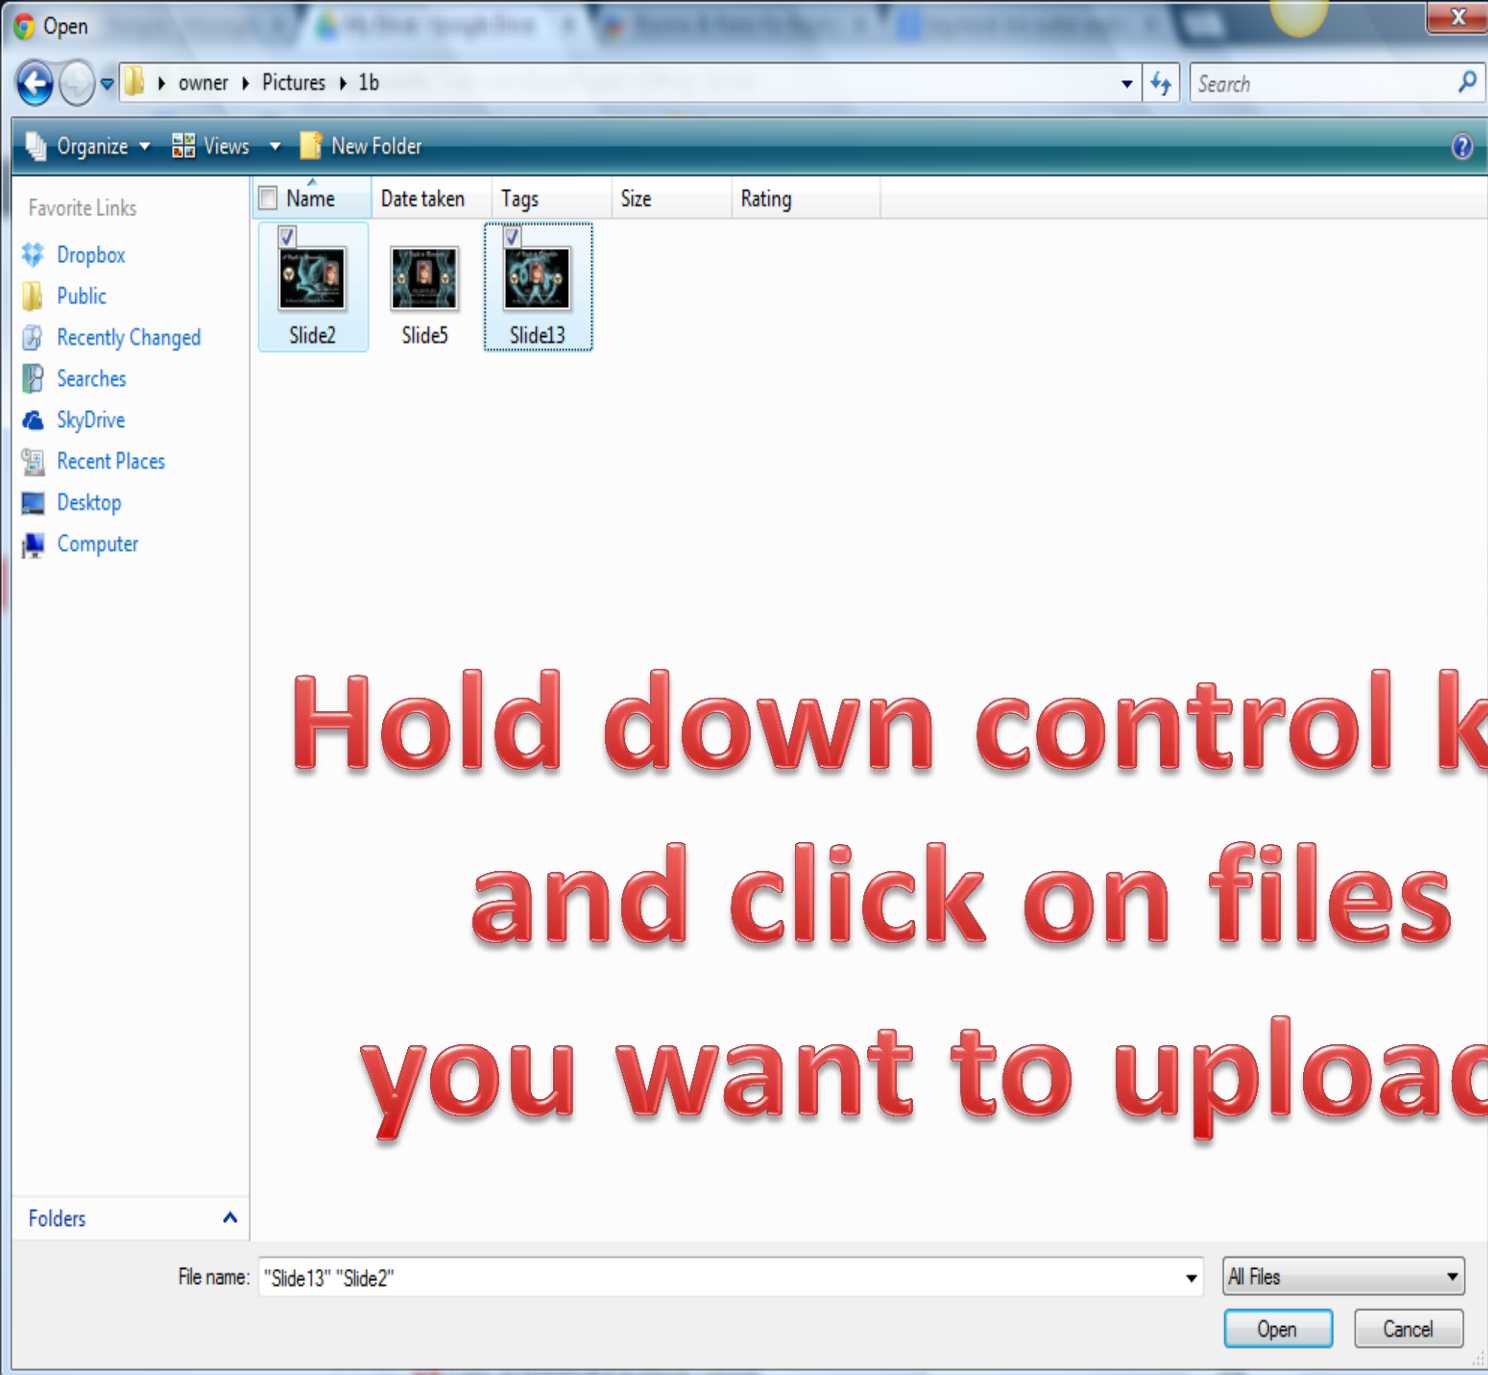 Open
owner Pictures 1b
Search
Organize Views New Folder
Favorite Links
Dropbox
Public
Recently Changed
Searches
SkyDrive
Recent Places
Desktop
Computer
Folders
Name Date taken Tags Size Rating
Slide2 Slide5 Slide13
Hold down control k
and click on files
you want to upload
File name: "Slide13" "Slide2" All Files
Open Cancel